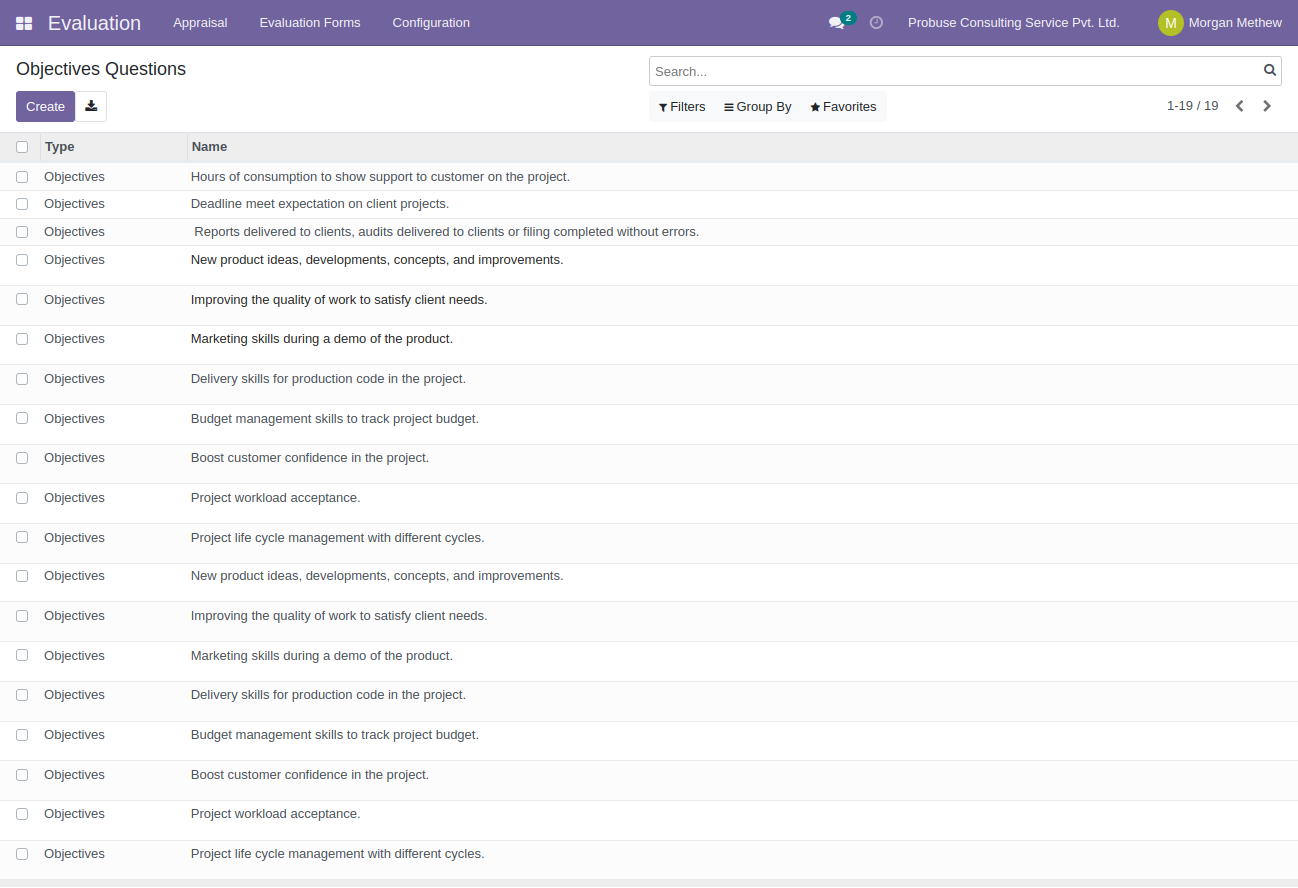 Evaluation Appraisal Evaluation Forms Configuration 2 Probuse Consulting Service Pvt. Ltd. M Morgan Methew
Objectives Questions
Search...
Create Filters Group By Favorites 1-19 / 19
Type Name
Objectives Hours of consumption to show support to customer on the project.
Objectives Deadline meet expectation on client projects.
Objectives Reports delivered to clients, audits delivered to clients or filing completed without errors.
Objectives New product ideas, developments, concepts, and improvements.
Objectives Improving the quality of work to satisfy client needs.
Objectives Marketing skills during a demo of the product.
Objectives Delivery skills for production code in the project.
Objectives Budget management skills to track project budget.
Objectives Boost customer confidence in the project.
Objectives Project workload acceptance.
Objectives Project life cycle management with different cycles.
Objectives New product ideas, developments, concepts, and improvements.
Objectives Improving the quality of work to satisfy client needs.
Objectives Marketing skills during a demo of the product.
Objectives Delivery skills for production code in the project.
Objectives Budget management skills to track project budget.
Objectives Boost customer confidence in the project.
Objectives Project workload acceptance.
Objectives Project life cycle management with different cycles.